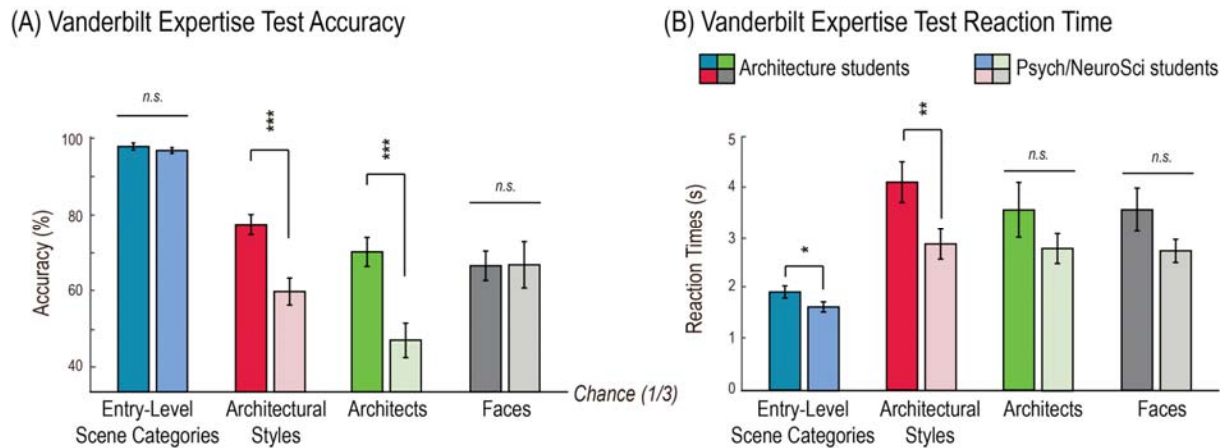 (A) Vanderbilt Expertise Test Accuracy
n.s.
***
***
n.s.
100
80
60
40
Accuracy (%)
Chance (1/3)
Entry-Level
Scene Categories
Architectural
Styles
Architects
Faces
(B) Vanderbilt Expertise Test Reaction Time
Architecture students
Psych/NeuroSci students
*
**
n.s.
n.s.
5
4
3
2
1
0
Reaction Times (s)
Entry-Level
Scene Categories
Architectural
Styles
Architects
Faces